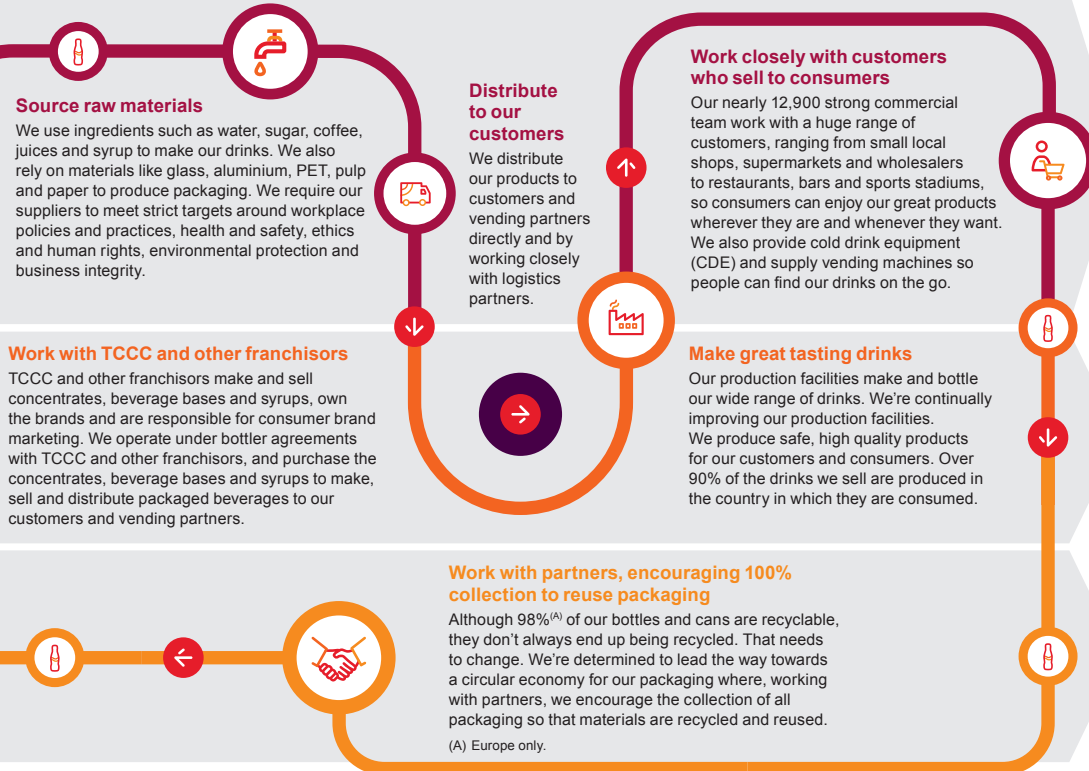 Source raw materials
We use ingredients such as water, sugar, coffee,
juices and syrup to make our drinks. We also
rely on materials like glass, aluminium, PET, pulp
and paper to produce packaging. We require our
suppliers to meet strict targets around workplace
policies and practices, health and safety, ethics
and human rights, environmental protection and
business integrity.
Distribute
to our
customers
We distribute
our products to
customers and
vending partners
directly and by
working closely
with logistics
partners.
Work closely with customers
who sell to consumers
Our nearly 12,900 strong commercial
team work with a huge range of
customers, ranging from small local
shops, supermarkets and wholesalers
to restaurants, bars and sports stadiums,
so consumers can enjoy our great products
wherever they are and whenever they want.
We also provide cold drink equipment
(CDE) and supply vending machines so
people can find our drinks on the go.
Work with TCCC and other franchisors
TCCC and other franchisors make and sell
concentrates, beverage bases and syrups, own
the brands and are responsible for consumer brand
marketing. We operate under bottler agreements
with TCCC and other franchisors, and purchase the
concentrates, beverage bases and syrups to make,
sell and distribute packaged beverages to our
customers and vending partners.
Make great tasting drinks
Our production facilities make and bottle
our wide range of drinks. We're continually
improving our production facilities.
We produce safe, high quality products
for our customers and consumers. Over
90% of the drinks we sell are produced in
the country in which they are consumed.
Work with partners, encouraging 100%
collection to reuse packaging
Although 98%(A) of our bottles and cans are recyclable,
they don't always end up being recycled. That needs
to change. We're determined to lead the way towards
a circular economy for our packaging where, working
with partners, we encourage the collection of all
packaging so that materials are recycled and reused.
(A) Europe only.